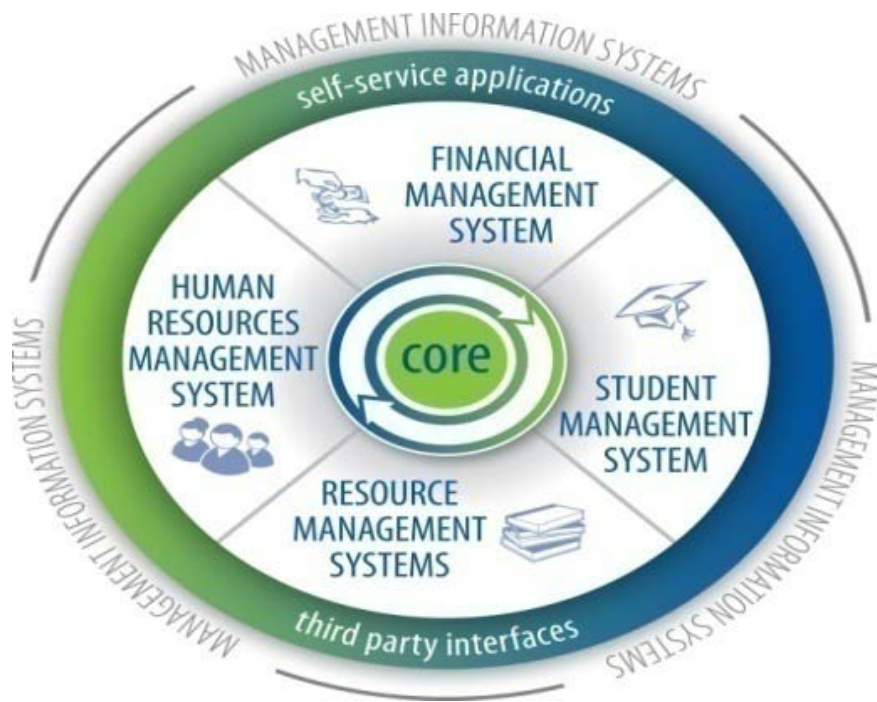 MANAGEMENT INFORMATION SYSTEMS
self-service applications
FINANCIAL
MANAGEMENT
SYSTEM
HUMAN
RESOURCES
MANAGEMENT
SYSTEM
core
STUDENT
MANAGEMENT
SYSTEM
RESOURCE
MANAGEMENT
SYSTEMS
third party interfaces
MANAGEMENT INFORMATION SYSTEMS
MANAGEMENT INFORMATION SYSTEMS